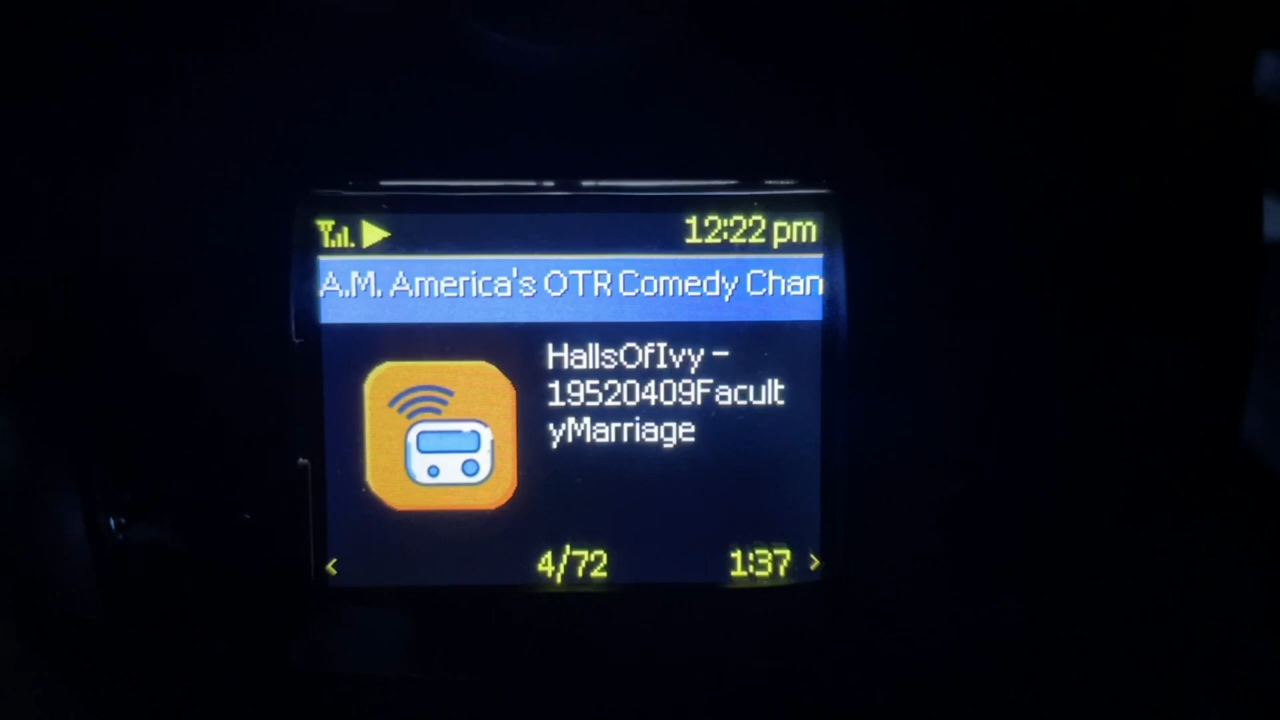 12:22 pm
A.M. America's OTR Comedy Chan
HallsOfIvy -
19520409Facult
yMarriage
< 4/72 1:37 >